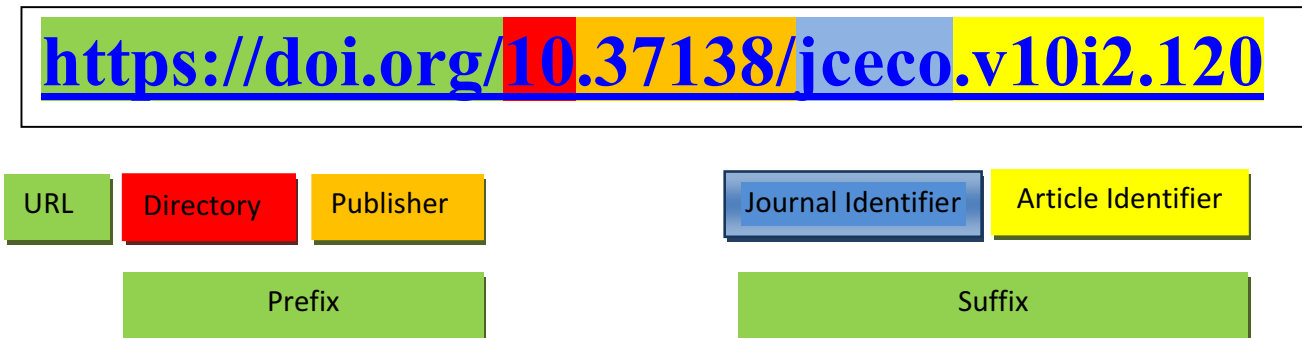 https://doi.org/10.37138/jceco.v10i2.120
URL Directory Publisher Journal Identifier Article Identifier
Prefix Suffix